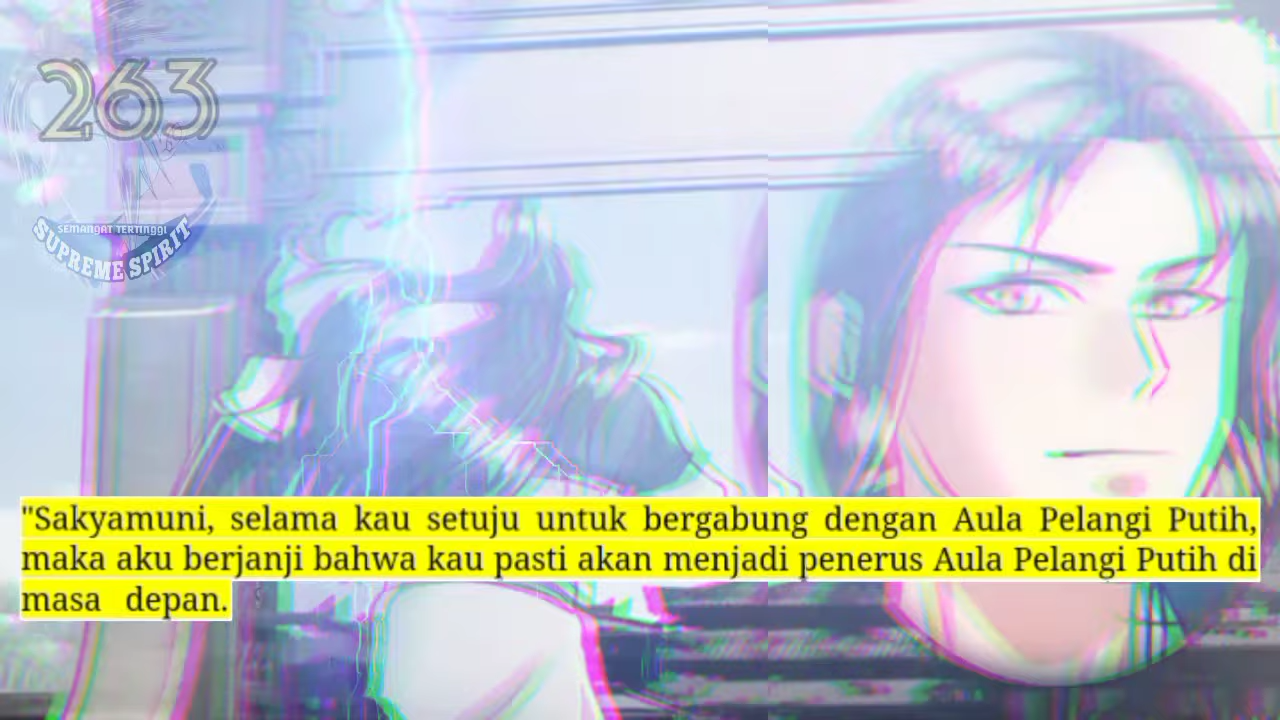 263
SEMANGAT TERTINGGI
SUPREME SPIRIT
"Sakyamuni, selama kau setuju untuk bergabung dengan Aula Pelangi Putih,
maka aku berjanji bahwa kau pasti akan menjadi penerus Aula Pelangi Putih di
masa depan.